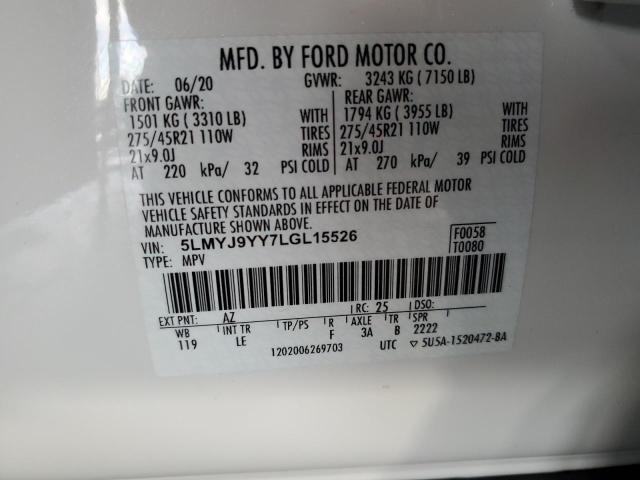 MFD. BY FORD MOTOR CO.
DATE: 06/20 GVWR: 3243 KG ( 7150 LB)
FRONT GAWR: REAR GAWR:
1501 KG ( 3310 LB) WITH 1794 KG ( 3955 LB) WITH
275/45R21 110W TIRES 275/45R21 110W TIRES
21x9.0J RIMS 21x9.0J RIMS
AT 220 kPa/ 32 PSI COLD AT 270 kPa/ 39 PSI COLD
THIS VEHICLE CONFORMS TO ALL APPLICABLE FEDERAL MOTOR
VEHICLE SAFETY STANDARDS IN EFFECT ON THE DATE OF
MANUFACTURE SHOWN ABOVE.
VIN: 5LMYJ9YY7LGL15526 F0058
TYPE: MPV T0080
EXT PNT: AZ RC: 25 DSO:
WB INT TR TP/PS R AXLE TR SPR
119 LE F 3A B 2222
1202006269703 UTC ▽ 5U5A-1520472-BA